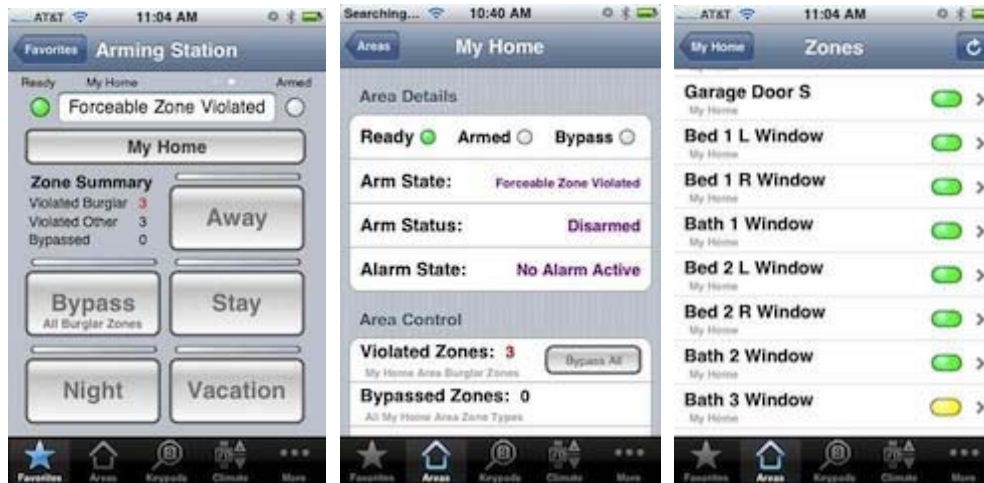 AT&T 11:04 AM
Favorites Arming Station
Ready My Home Armed
Forceable Zone Violated
My Home
Zone Summary
Violated Burglar 3
Violated Other 3
Bypassed 0
Away
Bypass
All Burglar Zones
Stay
Night
Vacation
Favorites Areas Keypads Climate More
Searching... 10:40 AM
Areas My Home
Area Details
Ready Armed Bypass
Arm State: Forceable Zone Violated
Arm Status: Disarmed
Alarm State: No Alarm Active
Area Control
Violated Zones: 3 Bypass All
My Home Area Burglar Zones
Bypassed Zones: 0
All My Home Area Zone Types
Favorites Areas Keypads Climate More
AT&T 11:04 AM
My Home Zones
Garage Door S
My Home
Bed 1 L Window
My Home
Bed 1 R Window
My Home
Bath 1 Window
My Home
Bed 2 L Window
My Home
Bed 2 R Window
My Home
Bath 2 Window
My Home
Bath 3 Window
My Home
Favorites Areas Keypads Climate More